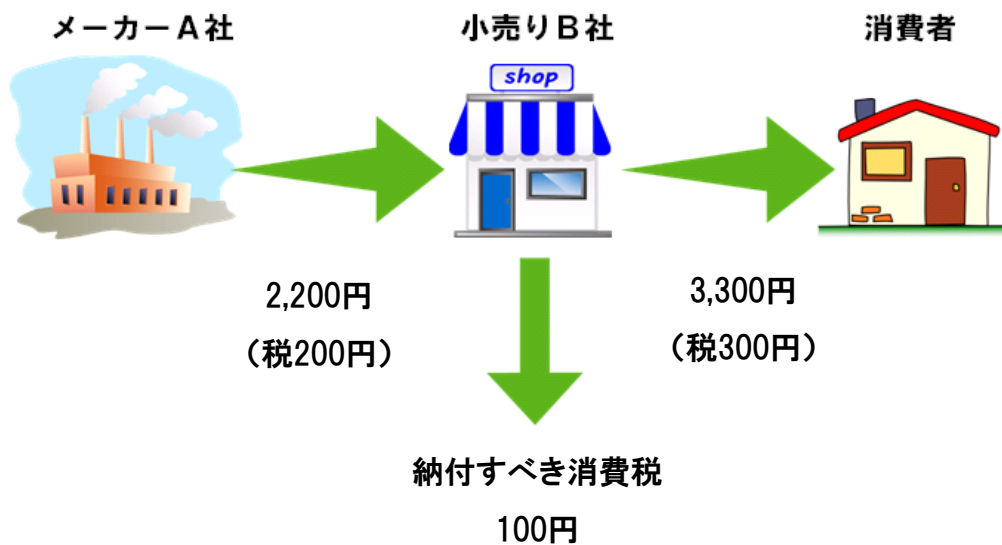 メーカーA社
小売りB社
消費者
shop
2,200円
（税200円）
3,300円
（税300円）
納付すべき消費税
100円